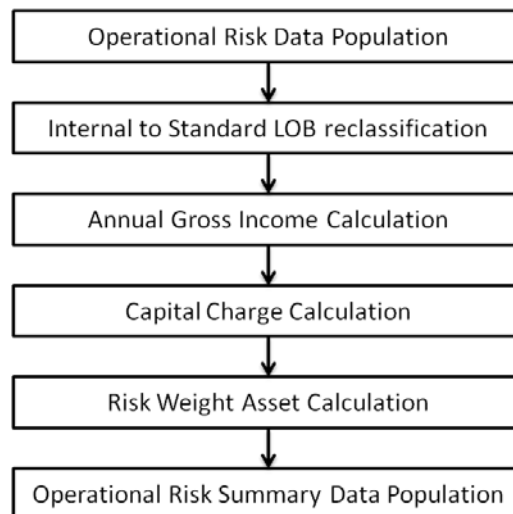 Operational Risk Data Population
Internal to Standard LOB reclassification
Annual Gross Income Calculation
Capital Charge Calculation
Risk Weight Asset Calculation
Operational Risk Summary Data Population